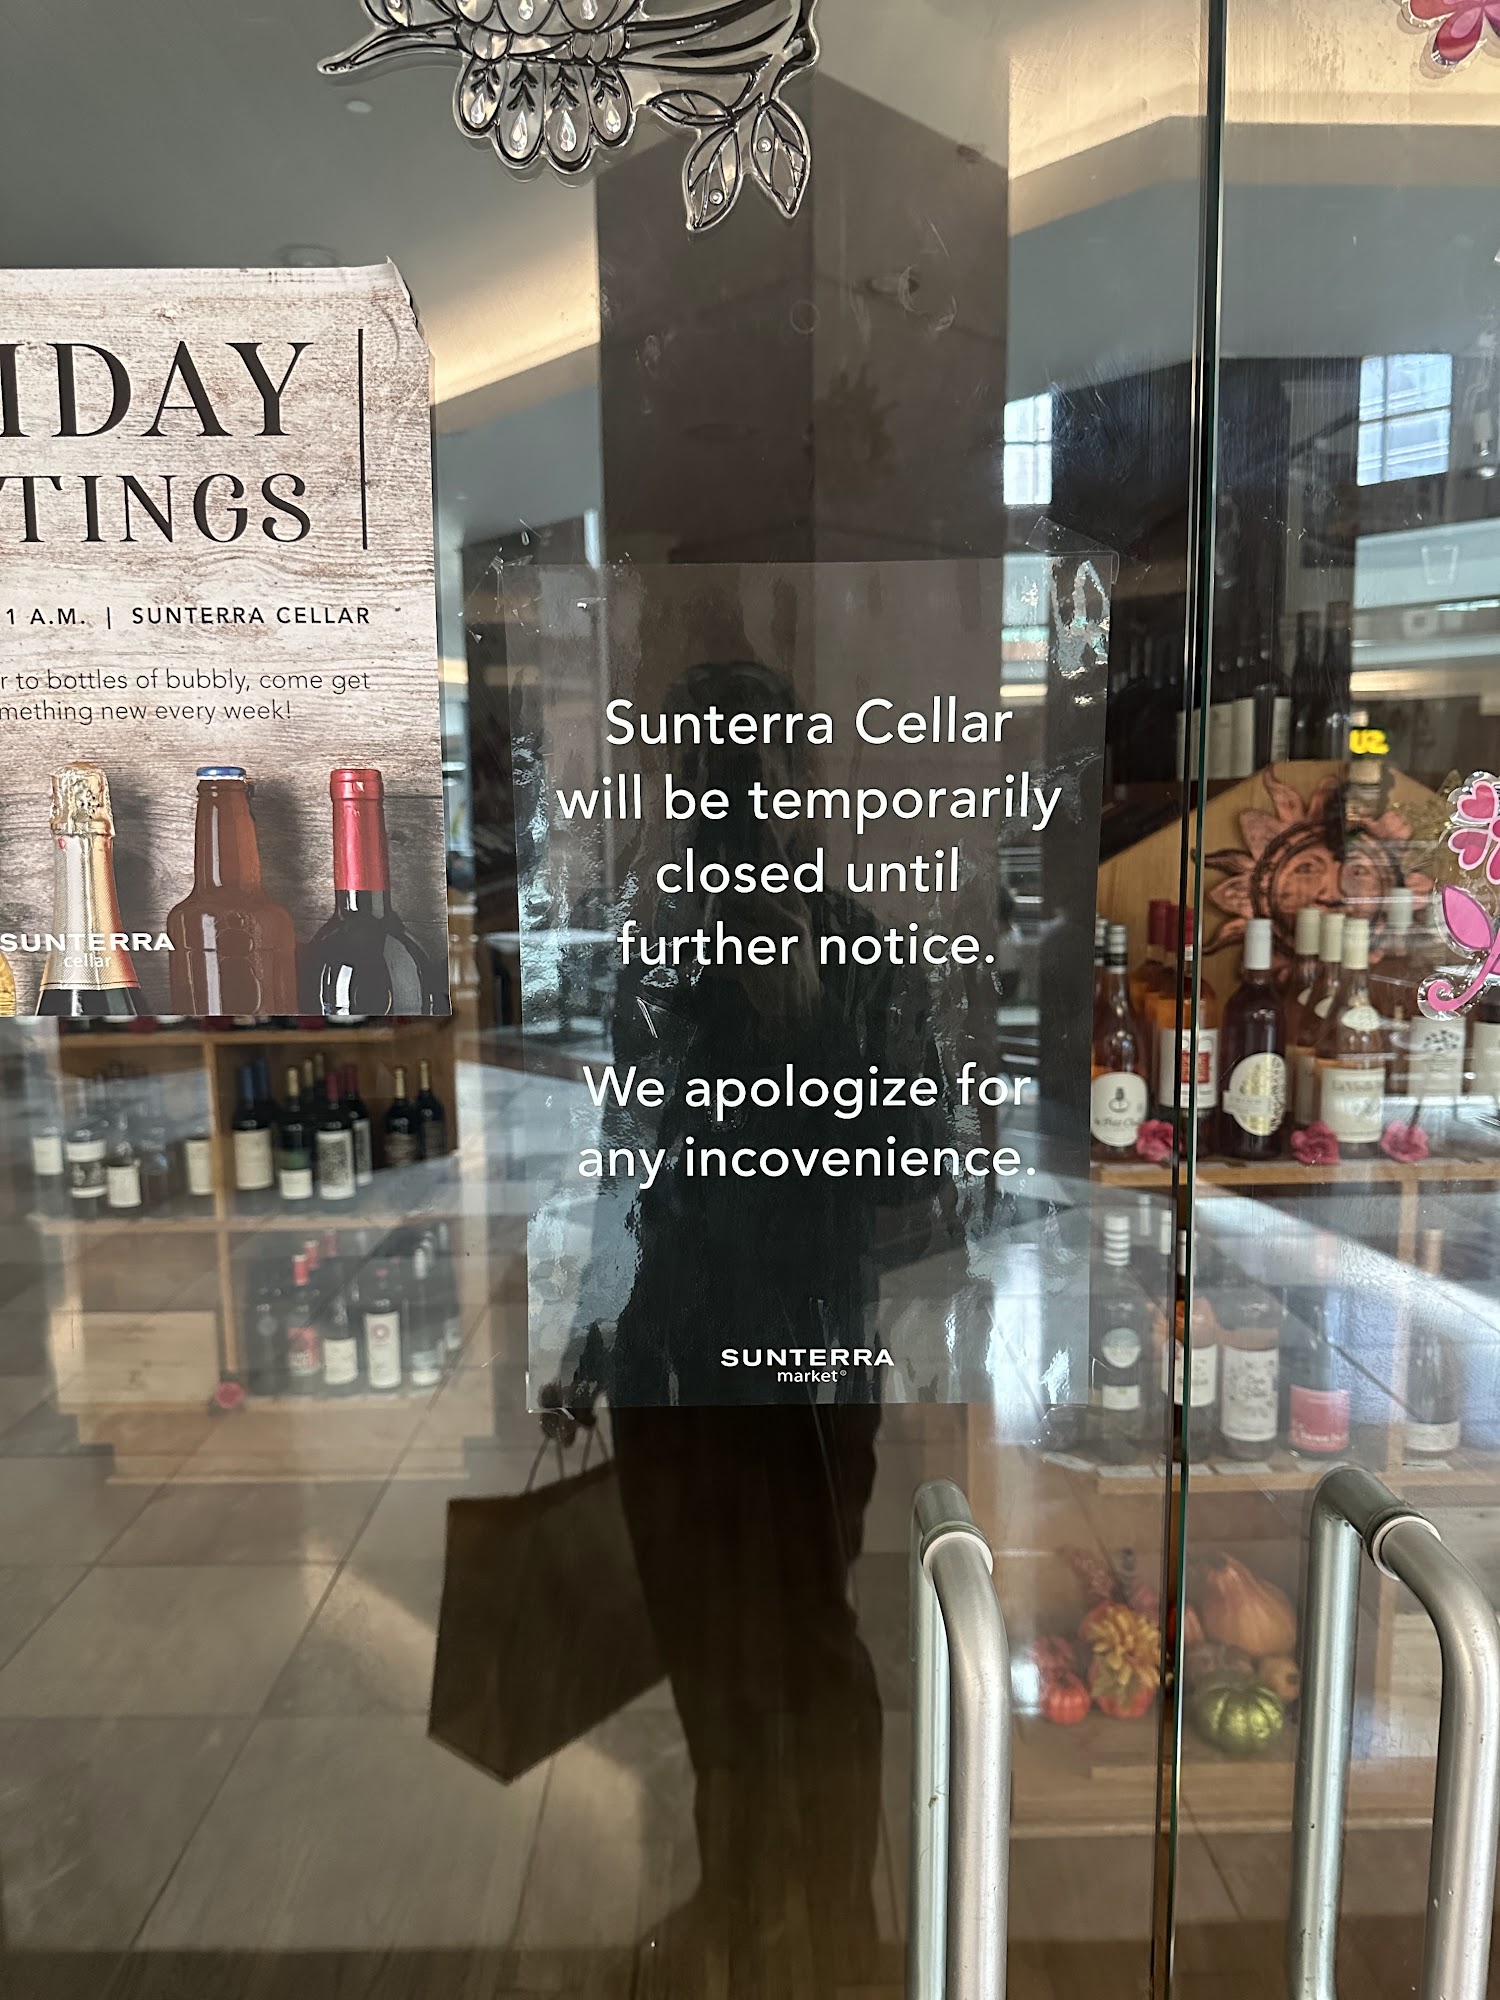 IDAY
TINGS
1 A.M. | SUNTERRA CELLAR
r to bottles of bubbly, come get
mething new every week!
SUNTERRA
cellar
Sunterra Cellar
will be temporarily
closed until
further notice.
We apologize for
any incovenience.
SUNTERRA
market®